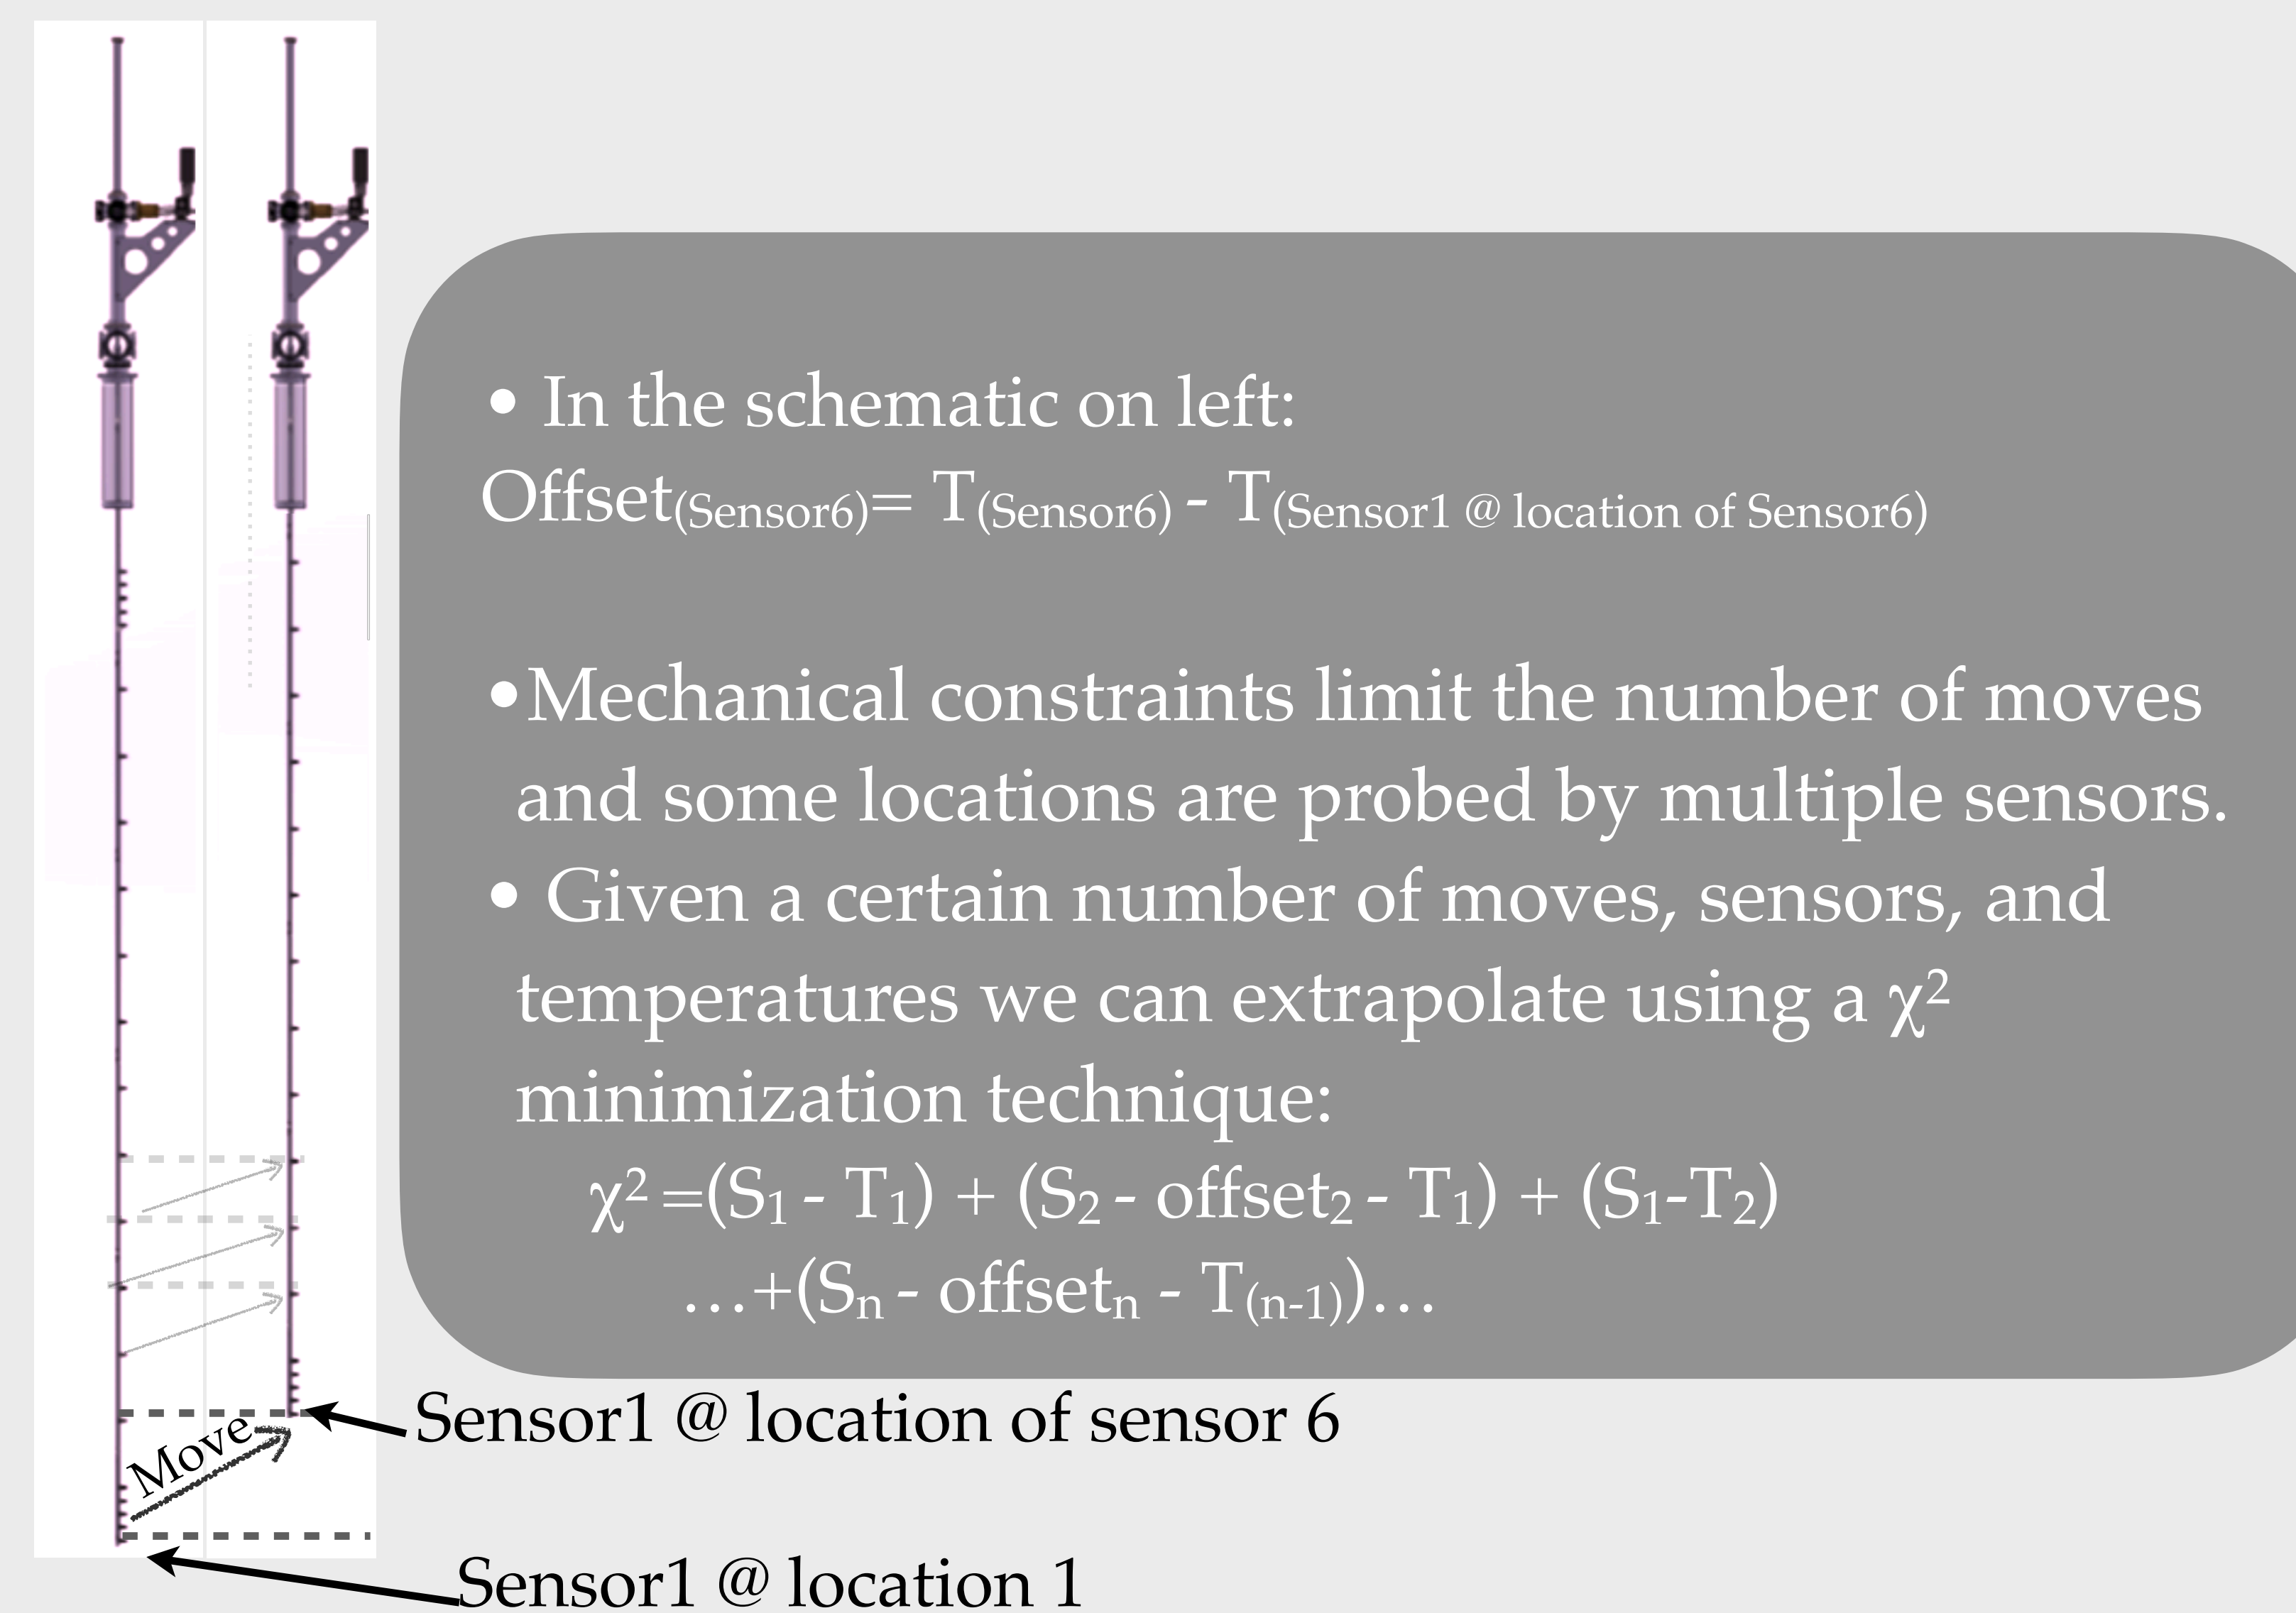 • In the schematic on left:
Offset(Sensor6)= T(Sensor6) - T(Sensor1 @ location of Sensor6)
•Mechanical constraints limit the number of moves
and some locations are probed by multiple sensors.
• Given a certain number of moves, sensors, and
temperatures we can extrapolate using a χ²
minimization technique:
χ² =(S₁ - T₁) + (S₂ - offset₂ - T₁) + (S₁-T₂)
…+(Sₙ - offsetₙ - T₍ₙ₋₁₎)…
Sensor1 @ location of sensor 6
Move
Sensor1 @ location 1